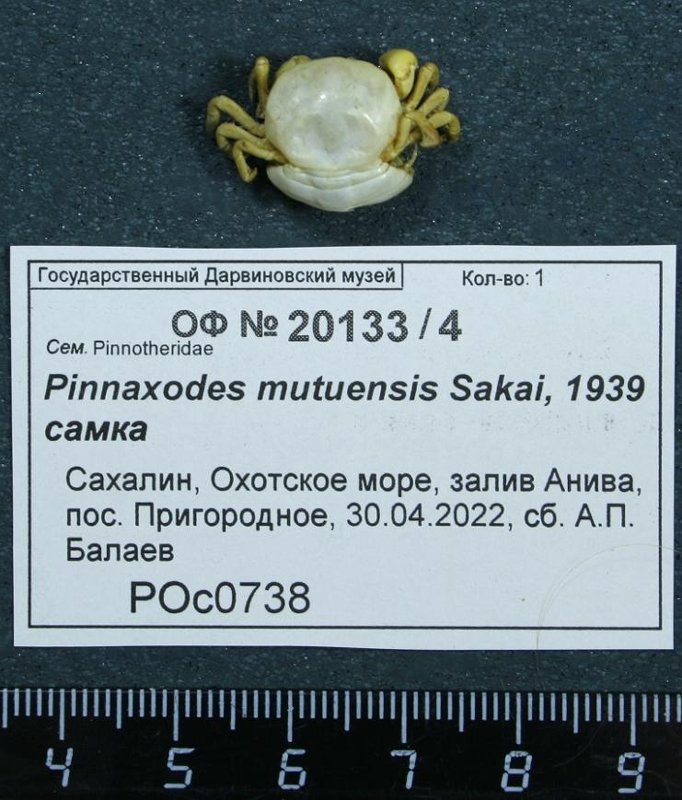 Государственный Дарвиновский музей Кол-во: 1
ОФ № 20133 / 4
Сем. Pinnotheridae
Pinnaxodes mutuensis Sakai, 1939
самка
Сахалин, Охотское море, залив Анива,
пос. Пригородное, 30.04.2022, сб. А.П.
Балаев
РОс0738
4 5 6 7 8 9